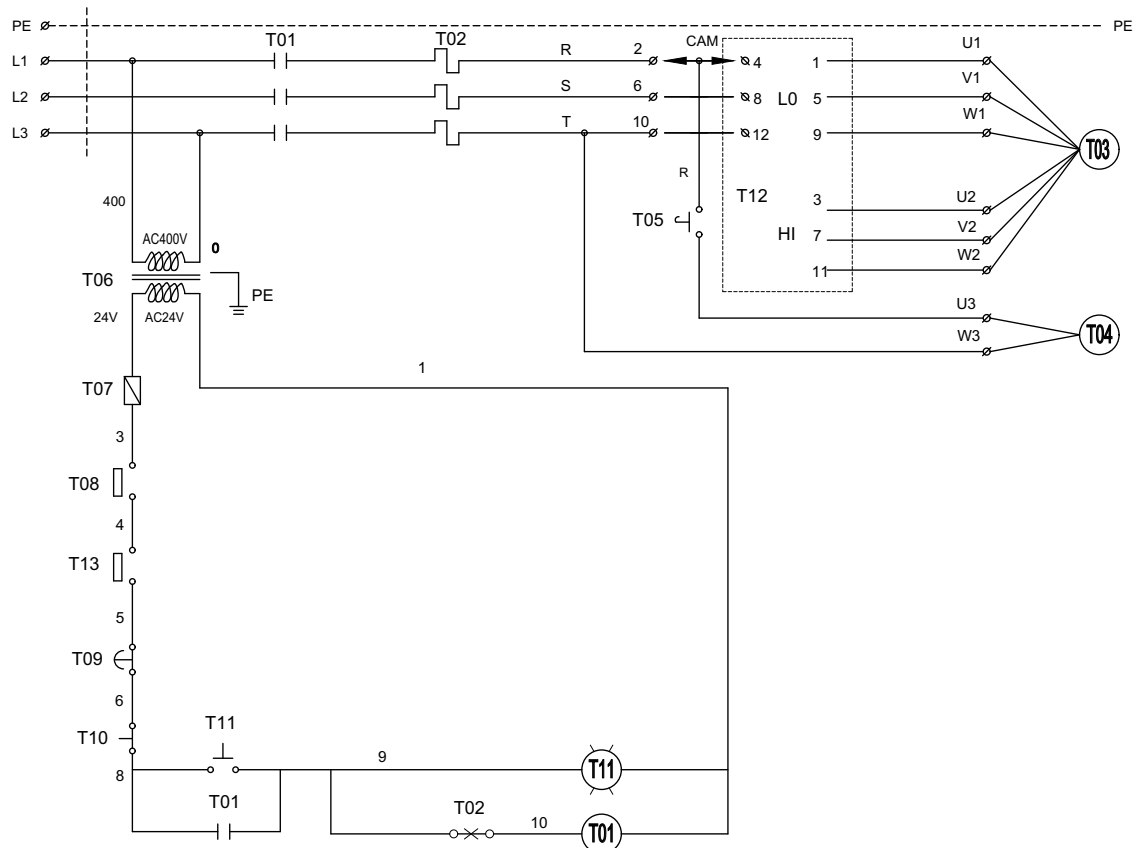 PE
PE
T01
T02
CAM
U1
L1
R
2
4
1
V1
L2
S
6
8
L0
5
W1
L3
T
10
12
9
T03
R
400
T12
3
U2
T05
HI
7
V2
AC400V
0
11
W2
T06
PE
24V
AC24V
U3
W3
T04
1
T07
3
T08
4
T13
5
T09
6
T10
T11
8
9
T11
T01
T02
10
T01